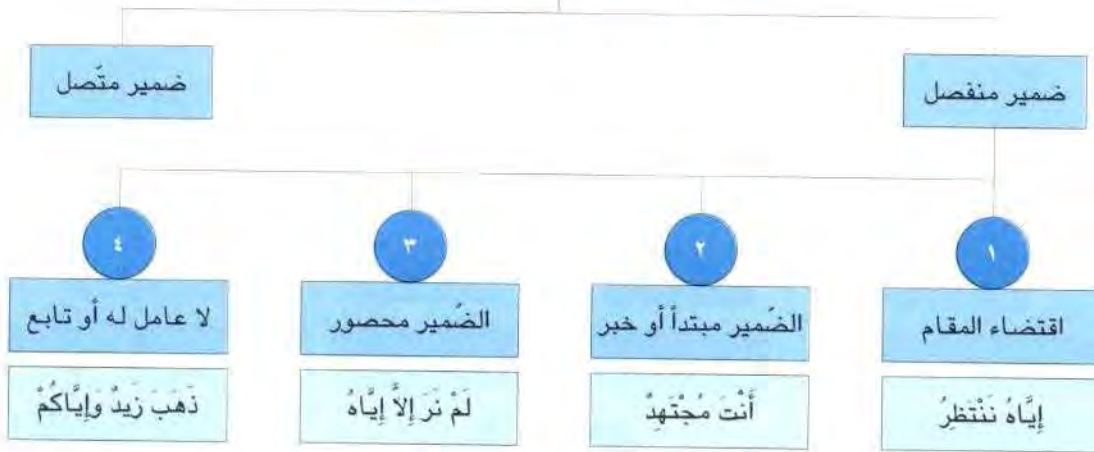 ضمير منفصل
ضمير متّصل
١
٢
٣
٤
اقتضاء المقام
الضّمير مبتدأ أو خبر
الضّمير محصور
لا عامل له أو تابع
إِيَّاهُ نَنْتَظِرُ
أَنْتَ مُجْتَهِدٌ
لَمْ نَرَ إِلاَّ إِيَّاهُ
ذَهَبَ زَيدٌ وَإِيَّاكُمْ